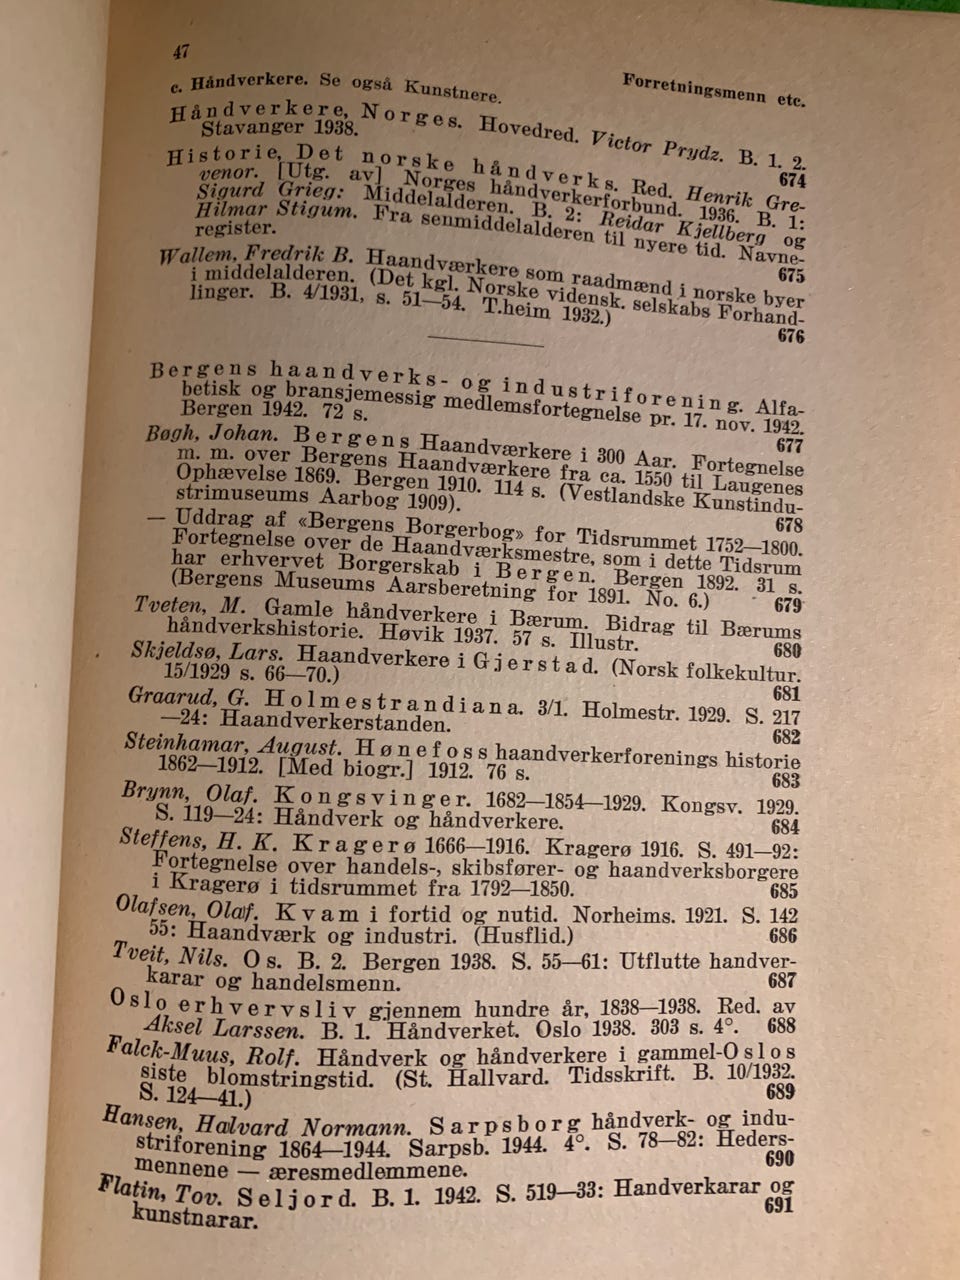 47
Forretningsmenn etc.
c. Håndverkere. Se også Kunstnere.
Håndverkere, Norges. Hovedred. Victor Prydz. B. 1. 2.
Stavanger 1938. 674
Historie, Det norske håndverks. Red. Henrik Gre-
venor. [Utg. av] Norges håndverkerforbund. 1936. B. 1:
Sigurd Grieg: Middelalderen. B. 2: Reidar Kjellberg og
Hilmar Stigum. Fra senmiddelalderen til nyere tid. Navne-
register. 675
Wallem, Fredrik B. Haandværkere som raadmænd i norske byer
i middelalderen. (Det kgl. Norske vidensk. selskabs Forhand-
linger. B. 4/1931, s. 51—54. T.heim 1932.) 676
Bergens haandverks- og industriforening. Alfa-
betisk og bransjemessig medlemsfortegnelse pr. 17. nov. 1942.
Bergen 1942. 72 s. 677
Bøgh, Johan. Bergens Haandværkere i 300 Aar. Fortegnelse
m. m. over Bergens Haandværkere fra ca. 1550 til Laugenes
Ophævelse 1869. Bergen 1910. 114 s. (Vestlandske Kunstindu-
strimuseums Aarbog 1909). 678
— Uddrag af «Bergens Borgerbog» for Tidsrummet 1752—1800.
Fortegnelse over de Haandværksmestre, som i dette Tidsrum
har erhvervet Borgerskab i Bergen. Bergen 1892. 31 s.
(Bergens Museums Aarsberetning for 1891. No. 6.) 679
Tveten, M. Gamle håndverkere i Bærum. Bidrag til Bærums
håndverkshistorie. Høvik 1937. 57 s. Illustr. 680
Skjeldsø, Lars. Haandverkere i Gjerstad. (Norsk folkekultur.
15/1929 s. 66—70.) 681
Graarud, G. Holmestrandiana. 3/1. Holmestr. 1929. S. 217
—24: Haandverkerstanden. 682
Steinhamar, August. Hønefoss haandverkerforenings historie
1862—1912. [Med biogr.] 1912. 76 s. 683
Brynn, Olaf. Kongsvinger. 1682—1854—1929. Kongsv. 1929.
S. 119—24: Håndverk og håndverkere. 684
Steffens, H. K. Kragerø 1666—1916. Kragerø 1916. S. 491—92:
Fortegnelse over handels-, skibsfører- og haandverksborgere
i Kragerø i tidsrummet fra 1792—1850. 685
Olafsen, Olaf. Kvam i fortid og nutid. Norheims. 1921. S. 142
55: Haandværk og industri. (Husflid.) 686
Tveit, Nils. Os. B. 2. Bergen 1938. S. 55—61: Utflutte handver-
karar og handelsmenn. 687
Oslo erhvervsliv gjennem hundre år, 1838—1938. Red. av
Aksel Larssen. B. 1. Håndverket. Oslo 1938. 303 s. 4°. 688
Falck-Muus, Rolf. Håndverk og håndverkere i gammel-Oslos
siste blomstringstid. (St. Hallvard. Tidsskrift. B. 10/1932.
S. 124—41.) 689
Hansen, Halvard Normann. Sarpsborg håndverk- og indu-
striforening 1864—1944. Sarpsb. 1944. 4°. S. 78—82: Heders-
mennene — æresmedlemmene. 690
Flatin, Tov. Seljord. B. 1. 1942. S. 519—33: Handverkarar og
kunstnarar. 691